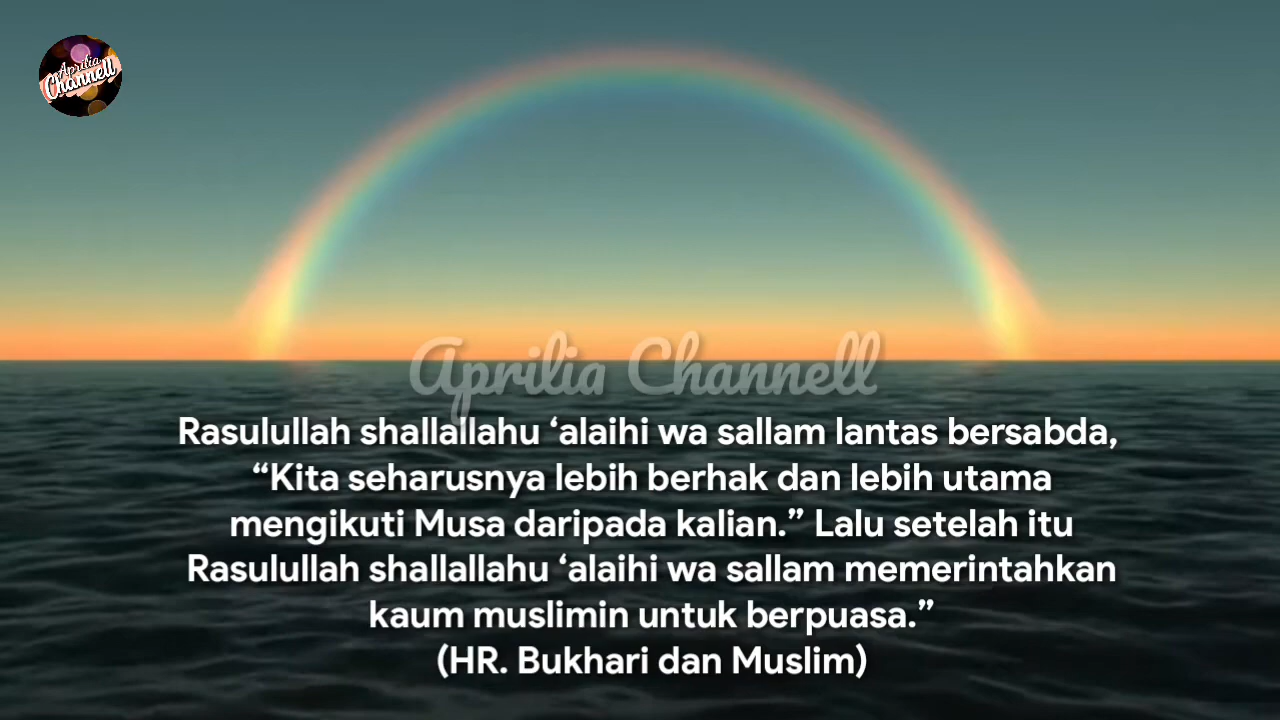 Aprilia
Channell
Aprilia Channell
Rasulullah shallallahu ‘alaihi wa sallam lantas bersabda,
“Kita seharusnya lebih berhak dan lebih utama
mengikuti Musa daripada kalian.” Lalu setelah itu
Rasulullah shallallahu ‘alaihi wa sallam memerintahkan
kaum muslimin untuk berpuasa.”
(HR. Bukhari dan Muslim)